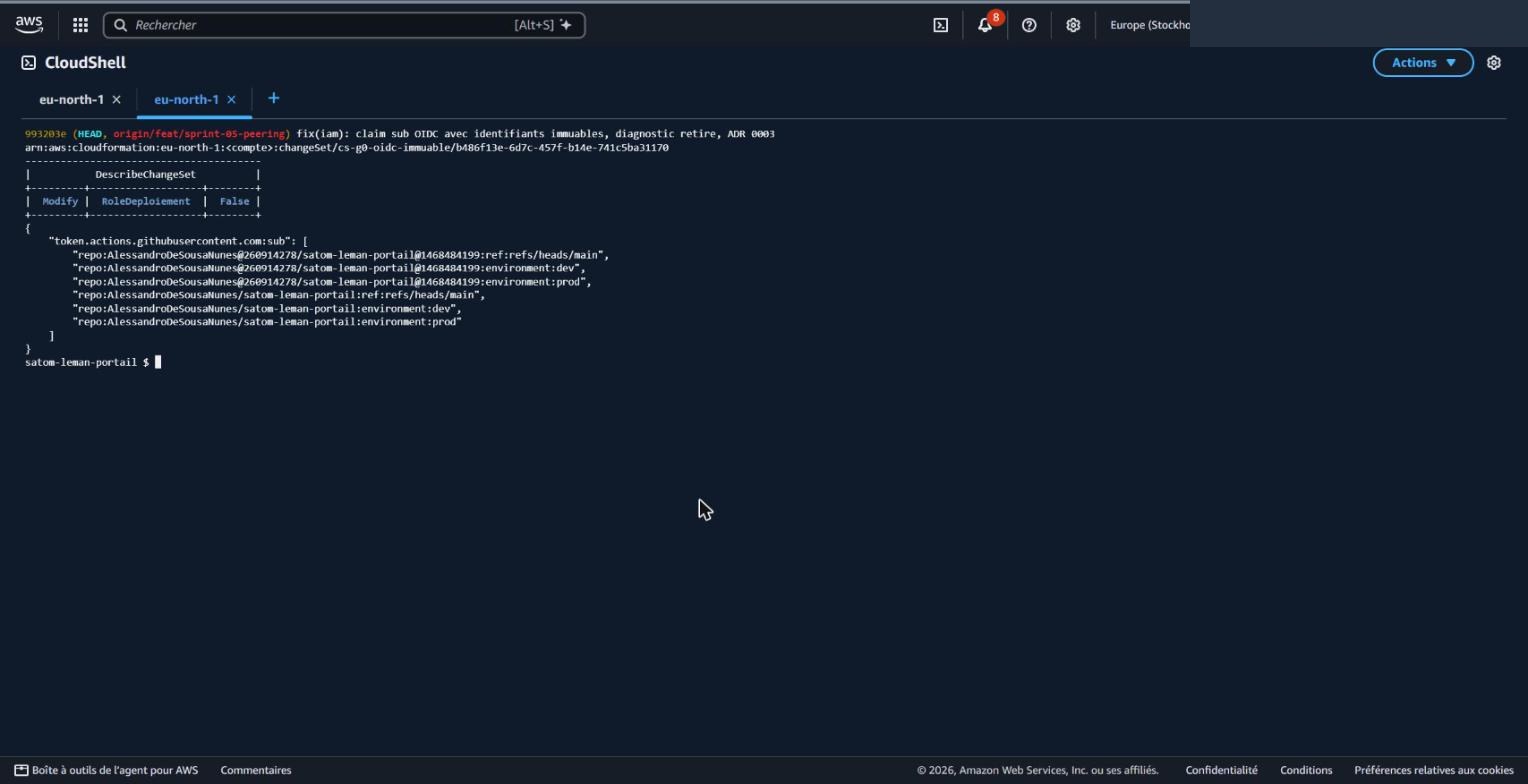 aws
Rechercher
[Alt+S]
8
Europe (Stockho
CloudShell
Actions
eu-north-1
eu-north-1
993203e (HEAD, origin/feat/sprint-05-peering) fix(iam): claim sub OIDC avec identifiants immuables, diagnostic retire, ADR 0003
arn:aws:cloudformation:eu-north-1:<compte>:changeSet/cs-g0-oidc-immuable/b486f13e-6d7c-457f-b14e-741c5ba31170
----------------------------------------
|           DescribeChangeSet          |
+---------+-------------------+--------+
|  Modify |  RoleDeploiement  |  False |
+---------+-------------------+--------+
{
    "token.actions.githubusercontent.com:sub": [
        "repo:AlessandroDeSousaNunes@260914278/satom-leman-portail@1468484199:ref:refs/heads/main",
        "repo:AlessandroDeSousaNunes@260914278/satom-leman-portail@1468484199:environment:dev",
        "repo:AlessandroDeSousaNunes@260914278/satom-leman-portail@1468484199:environment:prod",
        "repo:AlessandroDeSousaNunes/satom-leman-portail:ref:refs/heads/main",
        "repo:AlessandroDeSousaNunes/satom-leman-portail:environment:dev",
        "repo:AlessandroDeSousaNunes/satom-leman-portail:environment:prod"
    ]
}
satom-leman-portail $
Boîte à outils de l'agent pour AWS
Commentaires
© 2026, Amazon Web Services, Inc. ou ses affiliés.
Confidentialité
Conditions
Préférences relatives aux cookies